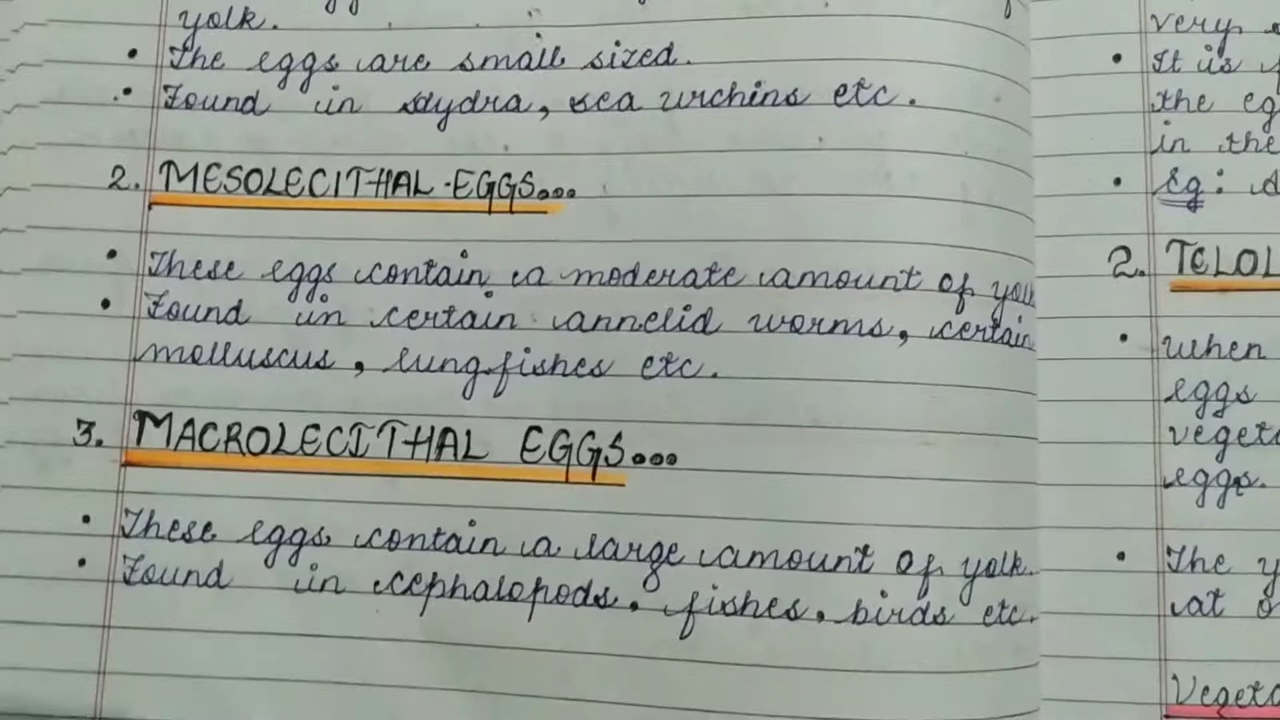 yolk.
• The eggs are small sized.
• Found in Hydra, sea urchins etc.
2. MESOLECITHAL EGGS...
• These eggs contain a moderate amount of yolk
• Found in certain annelid worms, certain
molluscus, lungfishes etc.
3. MACROLECITHAL EGGS...
• These eggs contain a large amount of yolk.
• Found in cephalopods, fishes, birds etc.
very
• It is
the eg
in the
• Eg:
2. TELOL
• when
eggs
veget
eggs.
• The y
at
Veget